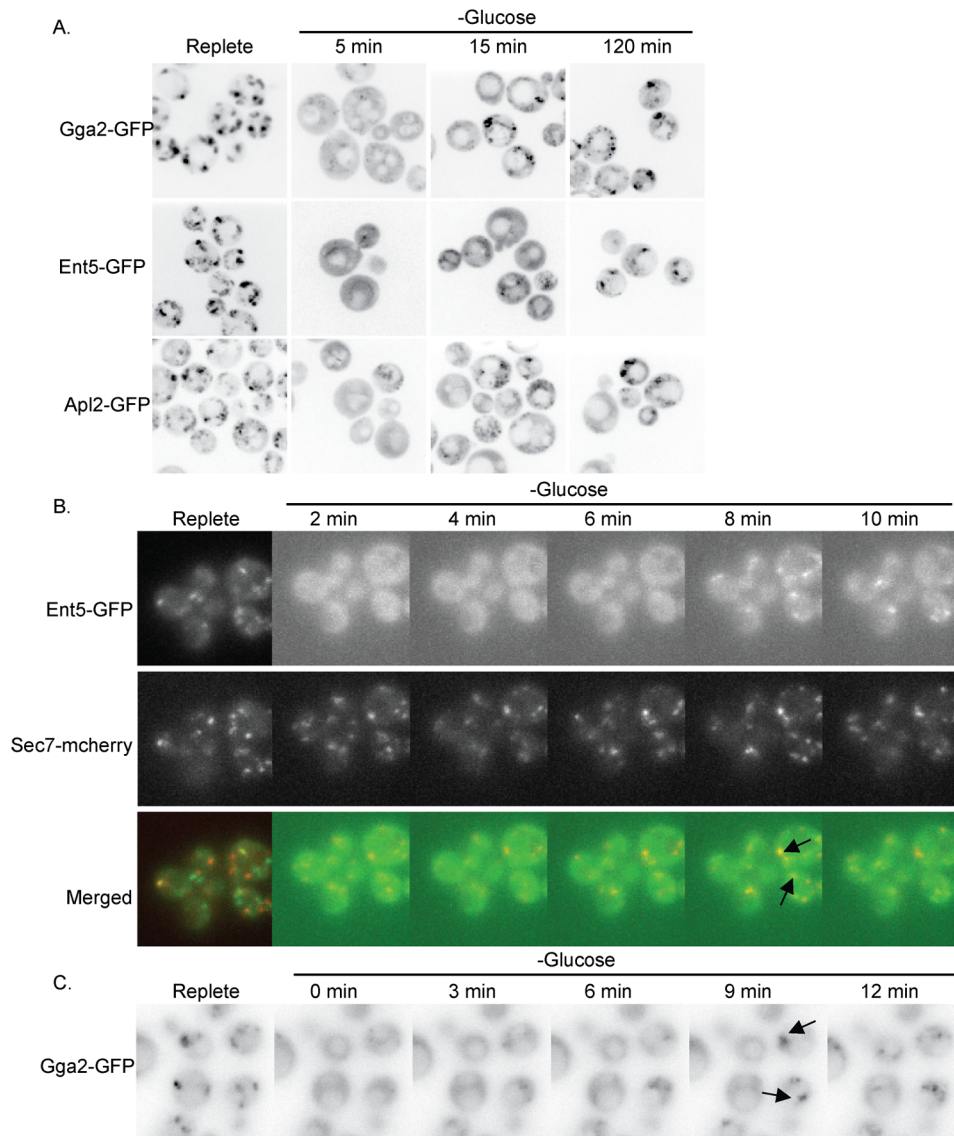 A.
-Glucose
Replete 5 min 15 min 120 min
Gga2-GFP
Ent5-GFP
Apl2-GFP
B.
-Glucose
Replete 2 min 4 min 6 min 8 min 10 min
Ent5-GFP
Sec7-mcherry
Merged
C.
-Glucose
Replete 0 min 3 min 6 min 9 min 12 min
Gga2-GFP